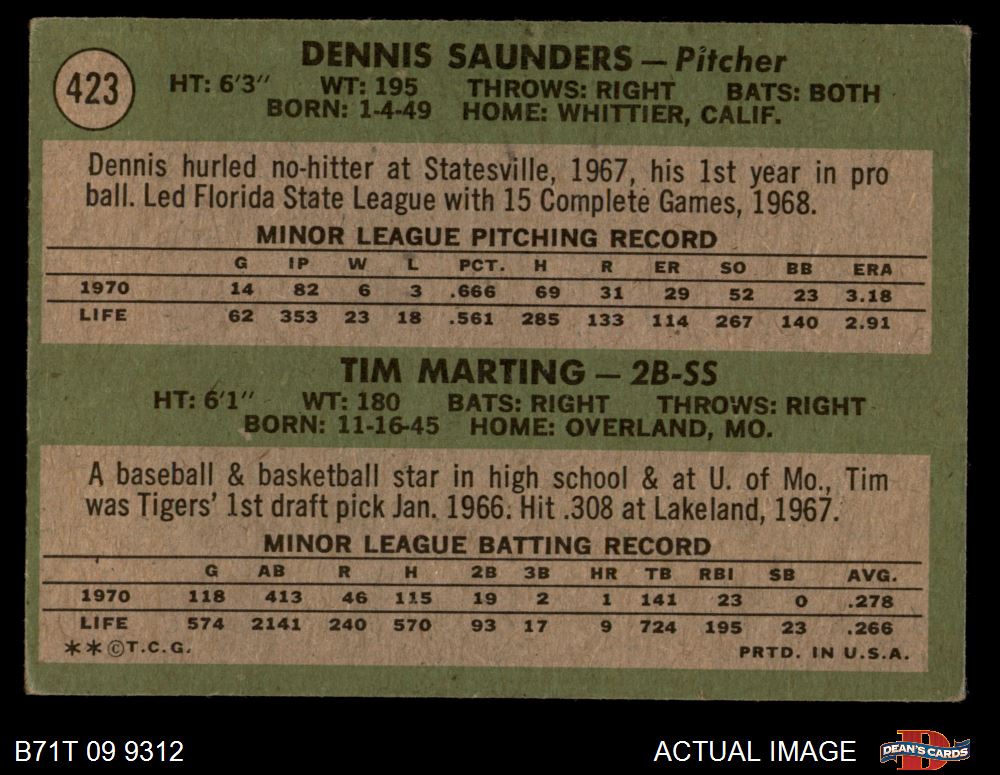 423
DENNIS SAUNDERS — Pitcher
HT: 6'3" WT: 195 THROWS: RIGHT BATS: BOTH
BORN: 1-4-49 HOME: WHITTIER, CALIF.
Dennis hurled no-hitter at Statesville, 1967, his 1st year in pro
ball. Led Florida State League with 15 Complete Games, 1968.
MINOR LEAGUE PITCHING RECORD
G IP W L PCT. H R ER SO BB ERA
1970 14 82 6 3 .666 69 31 29 52 23 3.18
LIFE 62 353 23 18 .561 285 133 114 267 140 2.91
TIM MARTING — 2B-SS
HT: 6'1" WT: 180 BATS: RIGHT THROWS: RIGHT
BORN: 11-16-45 HOME: OVERLAND, MO.
A baseball & basketball star in high school & at U. of Mo., Tim
was Tigers' 1st draft pick Jan. 1966. Hit .308 at Lakeland, 1967.
MINOR LEAGUE BATTING RECORD
G AB R H 2B 3B HR TB RBI SB AVG.
1970 118 413 46 115 19 2 1 141 23 0 .278
LIFE 574 2141 240 570 93 17 9 724 195 23 .266
**©T.C.G. PRTD. IN U.S.A.
B71T 09 9312 ACTUAL IMAGE DEAN'S CARDS